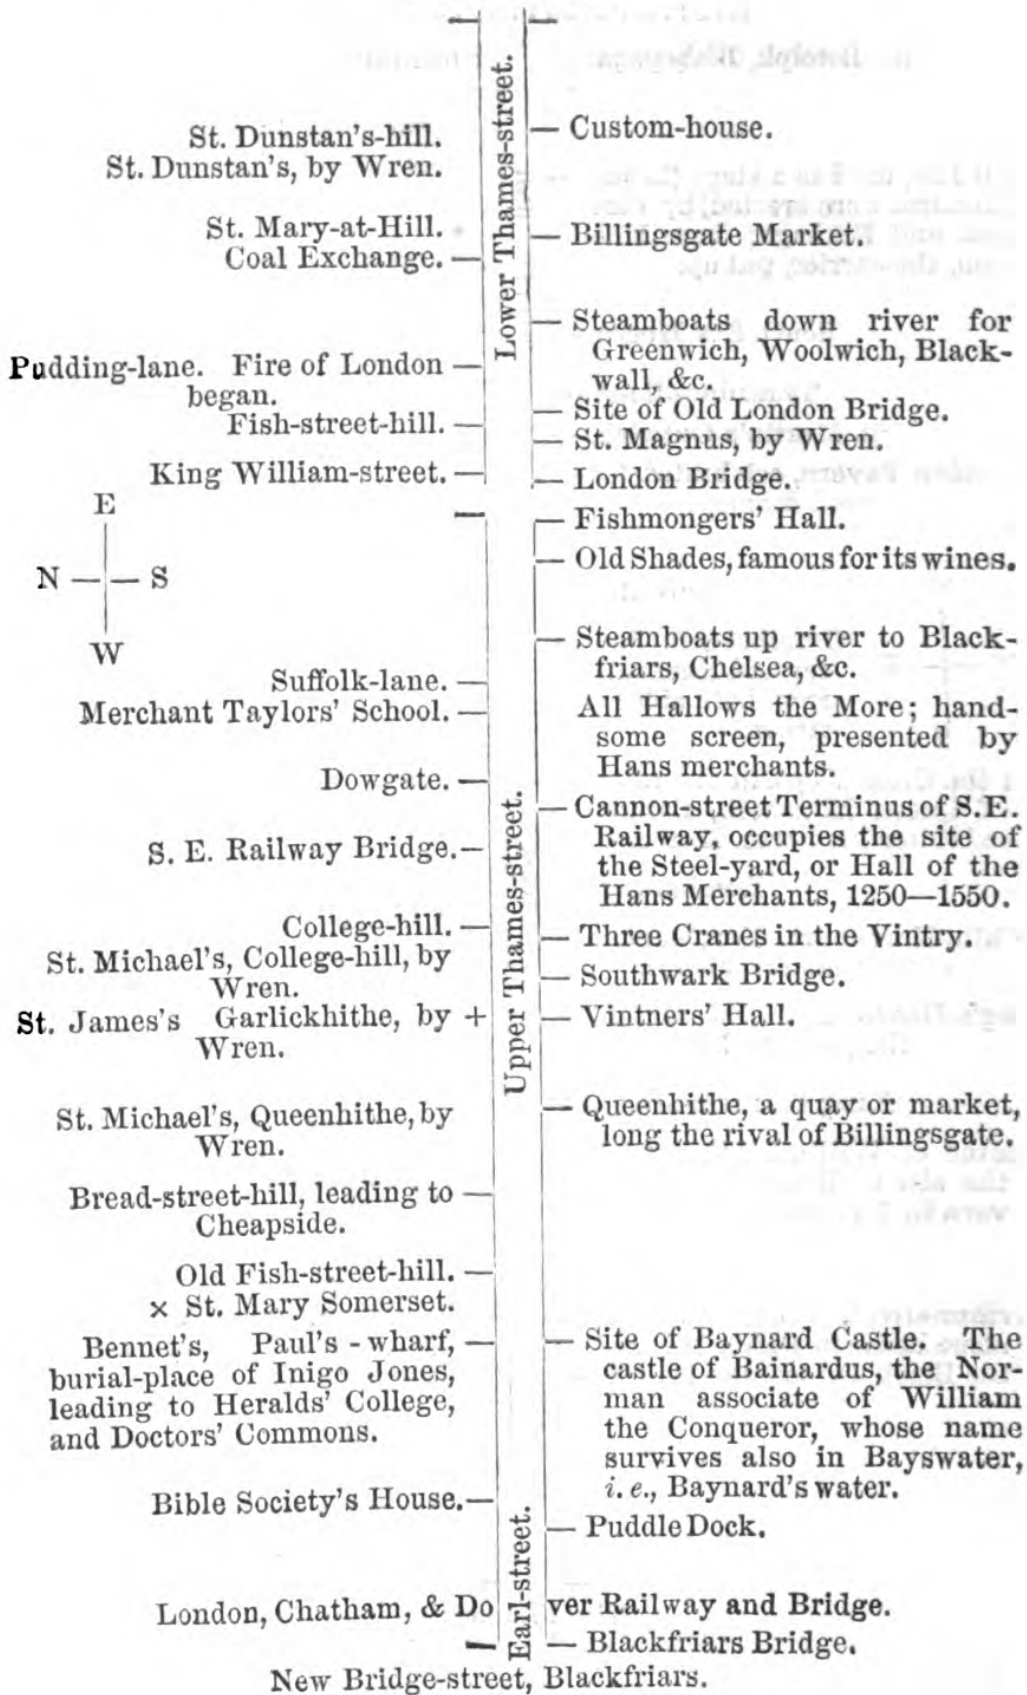 Lower Thames-street.
St. Dunstan's-hill.
St. Dunstan's, by Wren.
— Custom-house.
St. Mary-at-Hill.
Coal Exchange. —
— Billingsgate Market.
— Steamboats down river for
Greenwich, Woolwich, Black-
wall, &c.
Pudding-lane. Fire of London —
began.
Fish-street-hill. —
— Site of Old London Bridge.
— St. Magnus, by Wren.
King William-street. —
— London Bridge.
E
N — — S
W
— Fishmongers' Hall.
— Old Shades, famous for its wines.
— Steamboats up river to Black-
friars, Chelsea, &c.
Suffolk-lane. —
Merchant Taylors' School. —
All Hallows the More; hand-
some screen, presented by
Hans merchants.
Dowgate. —
Upper Thames-street.
— Cannon-street Terminus of S.E.
Railway, occupies the site of
the Steel-yard, or Hall of the
Hans Merchants, 1250—1550.
S. E. Railway Bridge. —
College-hill. —
St. Michael's, College-hill, by
Wren.
— Three Cranes in the Vintry.
— Southwark Bridge.
St. James's Garlickhithe, by +
Wren.
— Vintners' Hall.
St. Michael's, Queenhithe, by
Wren.
— Queenhithe, a quay or market,
long the rival of Billingsgate.
Bread-street-hill, leading to —
Cheapside.
Old Fish-street-hill. —
× St. Mary Somerset.
Bennet's, Paul's-wharf, —
burial-place of Inigo Jones,
leading to Heralds' College,
and Doctors' Commons.
— Site of Baynard Castle. The
castle of Bainardus, the Nor-
man associate of William
the Conqueror, whose name
survives also in Bayswater,
i. e., Baynard's water.
Bible Society's House. —
— Puddle Dock.
Earl-street.
London, Chatham, & Dover Railway and Bridge.
— Blackfriars Bridge.
New Bridge-street, Blackfriars.